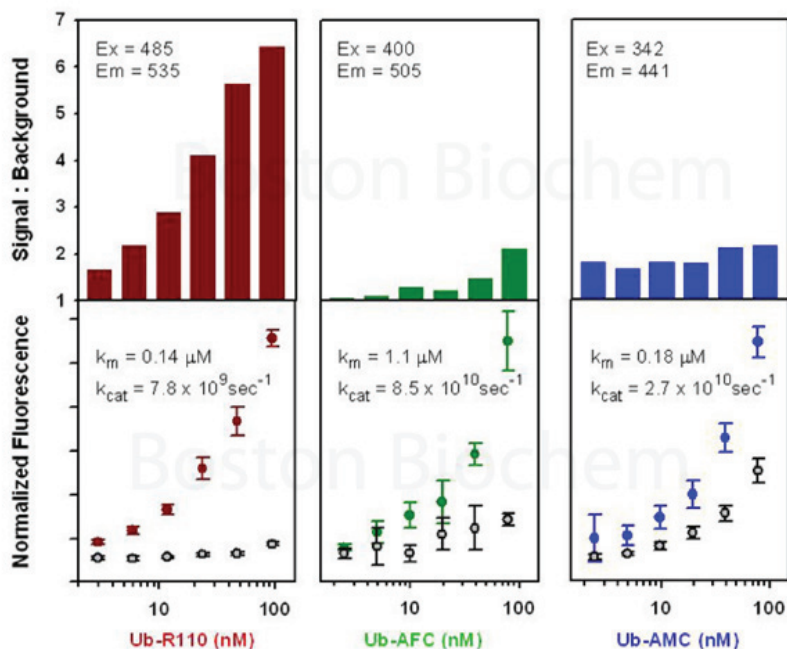 Signal : Background
7
6
5
4
3
2
1
Ex = 485
Em = 535
Ex = 400
Em = 505
Ex = 342
Em = 441
Boston Biochem
Normalized Fluorescence
km = 0.14 µM
kcat = 7.8 x 10⁹sec⁻¹
km = 1.1 µM
kcat = 8.5 x 10¹⁰sec⁻¹
km = 0.18 µM
kcat = 2.7 x 10¹⁰sec⁻¹
Boston Biochem
10 100
10 100
10 100
Ub-R110 (nM)
Ub-AFC (nM)
Ub-AMC (nM)